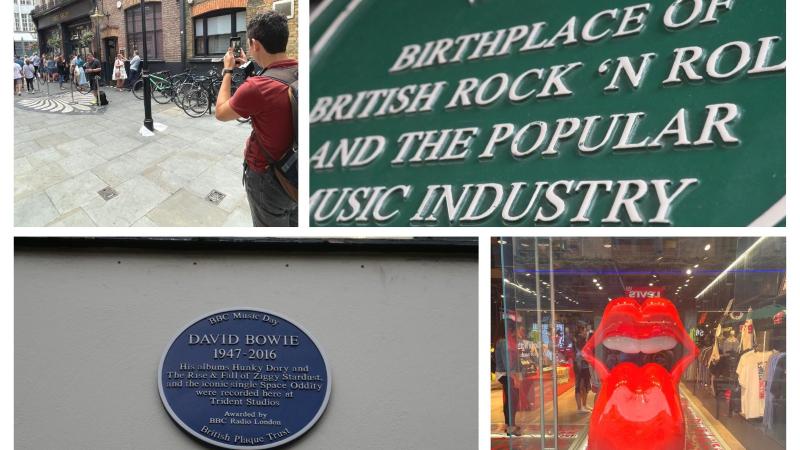 BIRTHPLACE OF
BRITISH ROCK 'N ROL
AND THE POPULAR
MUSIC INDUSTRY
BBC Music Day
DAVID BOWIE
1947-2016
His albums Hunky Dory and
The Rise & Fall of Ziggy Stardust,
and the iconic single Space Oddity
were recorded here at
Trident Studios
Awarded by
BBC Radio London
British Plaque Trust